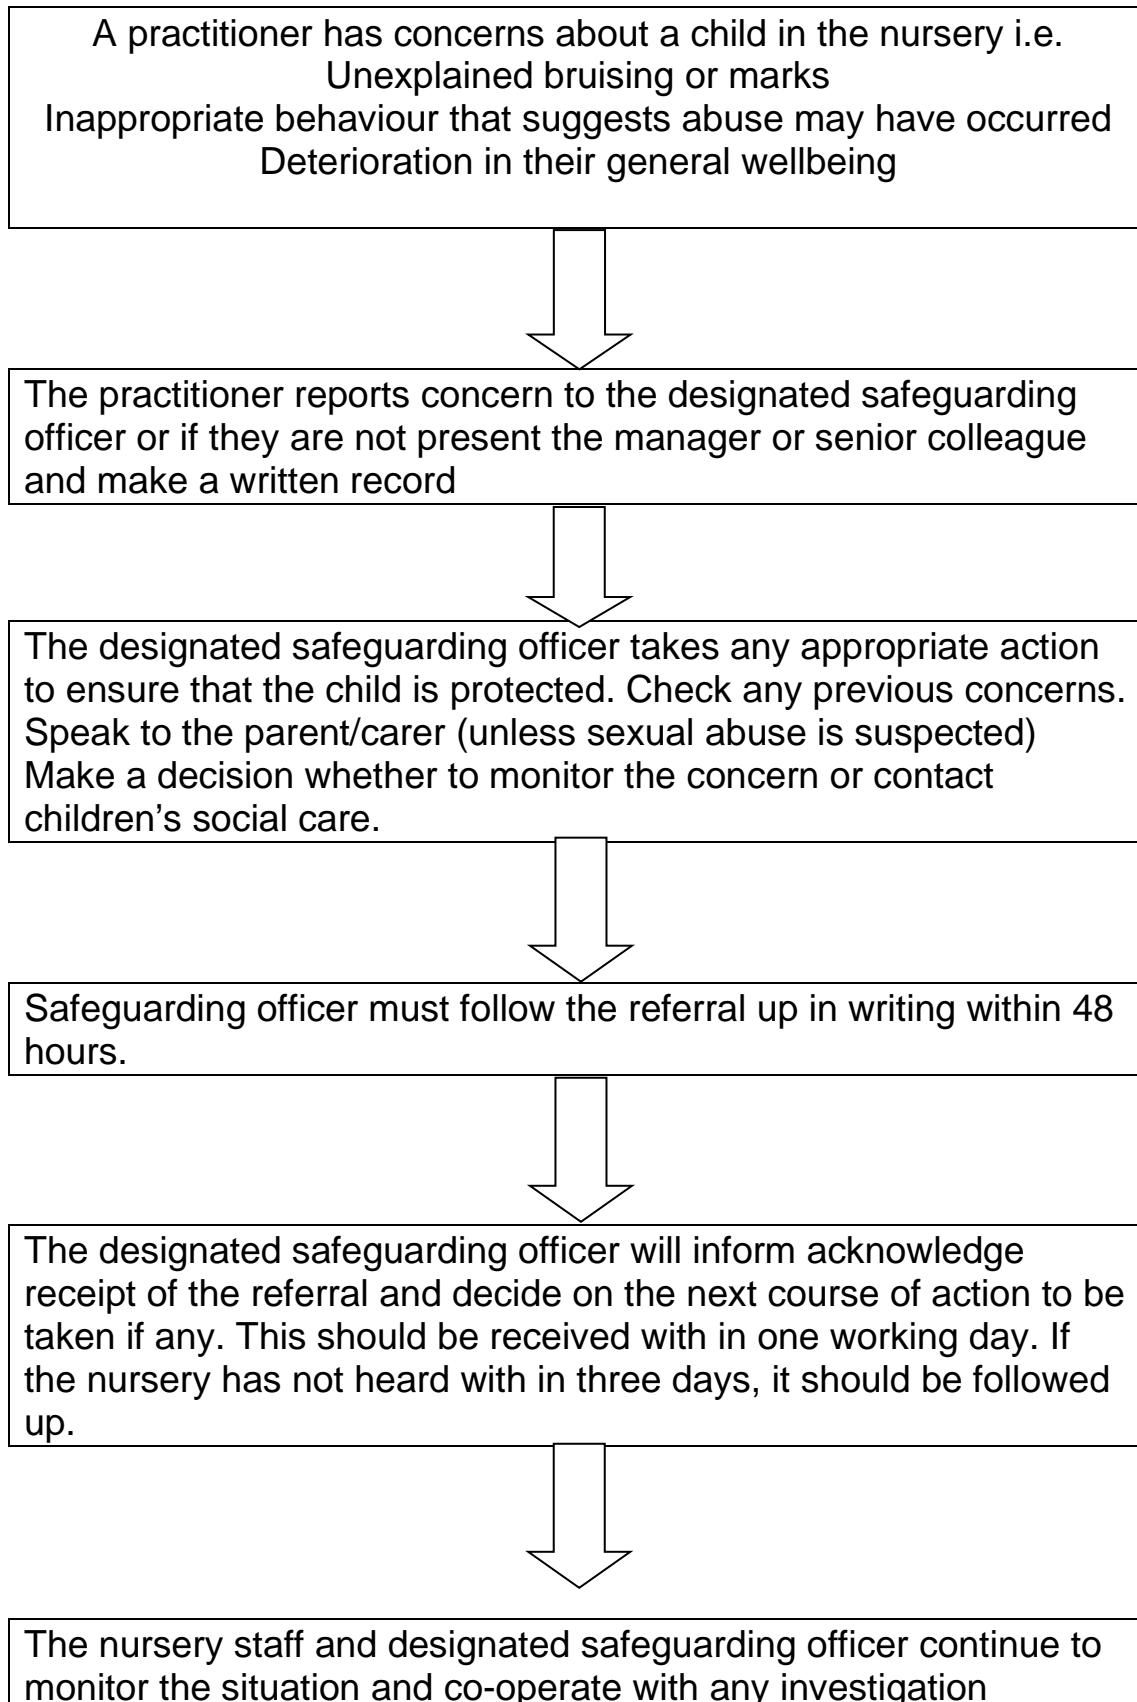 A practitioner has concerns about a child in the nursery i.e.
Unexplained bruising or marks
Inappropriate behaviour that suggests abuse may have occurred
Deterioration in their general wellbeing
The practitioner reports concern to the designated safeguarding
officer or if they are not present the manager or senior colleague
and make a written record
The designated safeguarding officer takes any appropriate action
to ensure that the child is protected. Check any previous concerns.
Speak to the parent/carer (unless sexual abuse is suspected)
Make a decision whether to monitor the concern or contact
children’s social care.
Safeguarding officer must follow the referral up in writing within 48
hours.
The designated safeguarding officer will inform acknowledge
receipt of the referral and decide on the next course of action to be
taken if any. This should be received with in one working day. If
the nursery has not heard with in three days, it should be followed
up.
The nursery staff and designated safeguarding officer continue to
monitor the situation and co-operate with any investigation